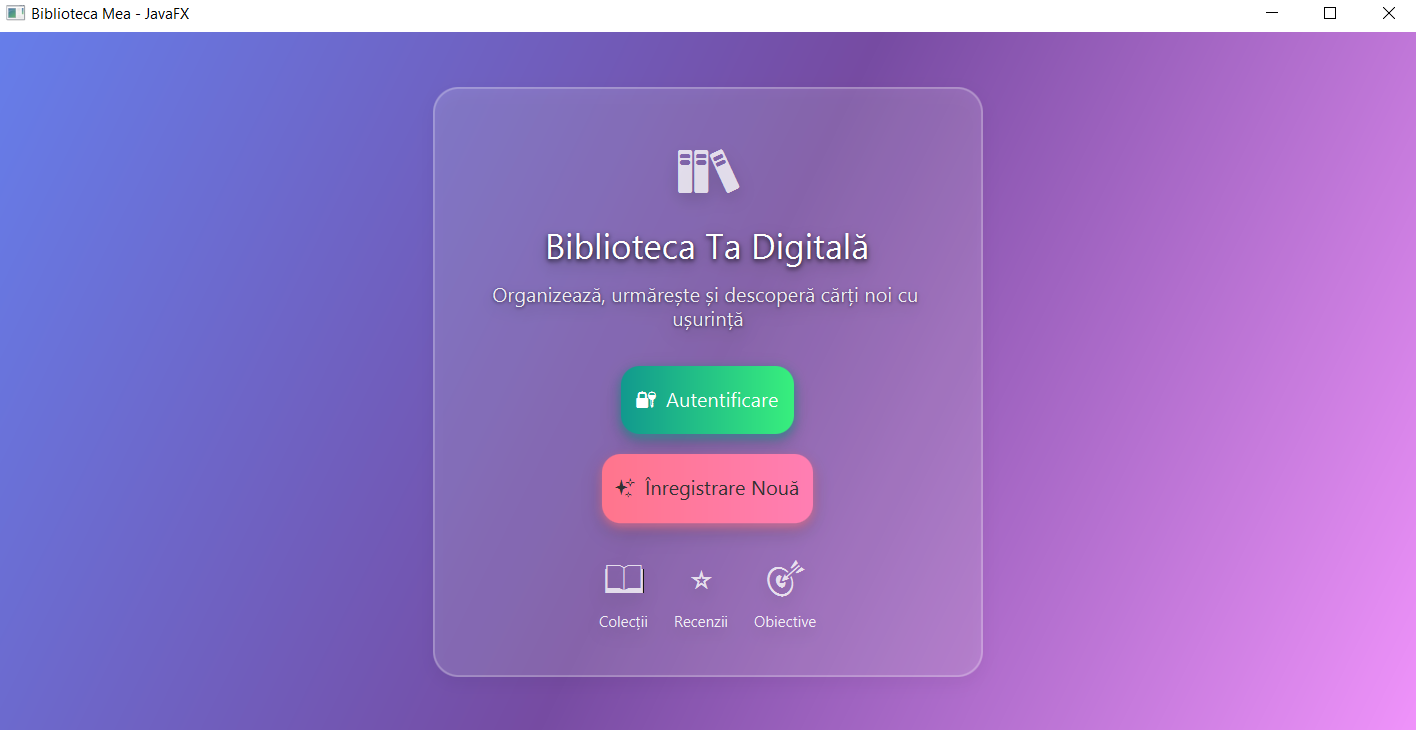 Biblioteca Mea - JavaFX
Biblioteca Ta Digitală
Organizează, urmărește și descoperă cărți noi cu
ușurință
Autentificare
Înregistrare Nouă
Colecții Recenzii Obiective